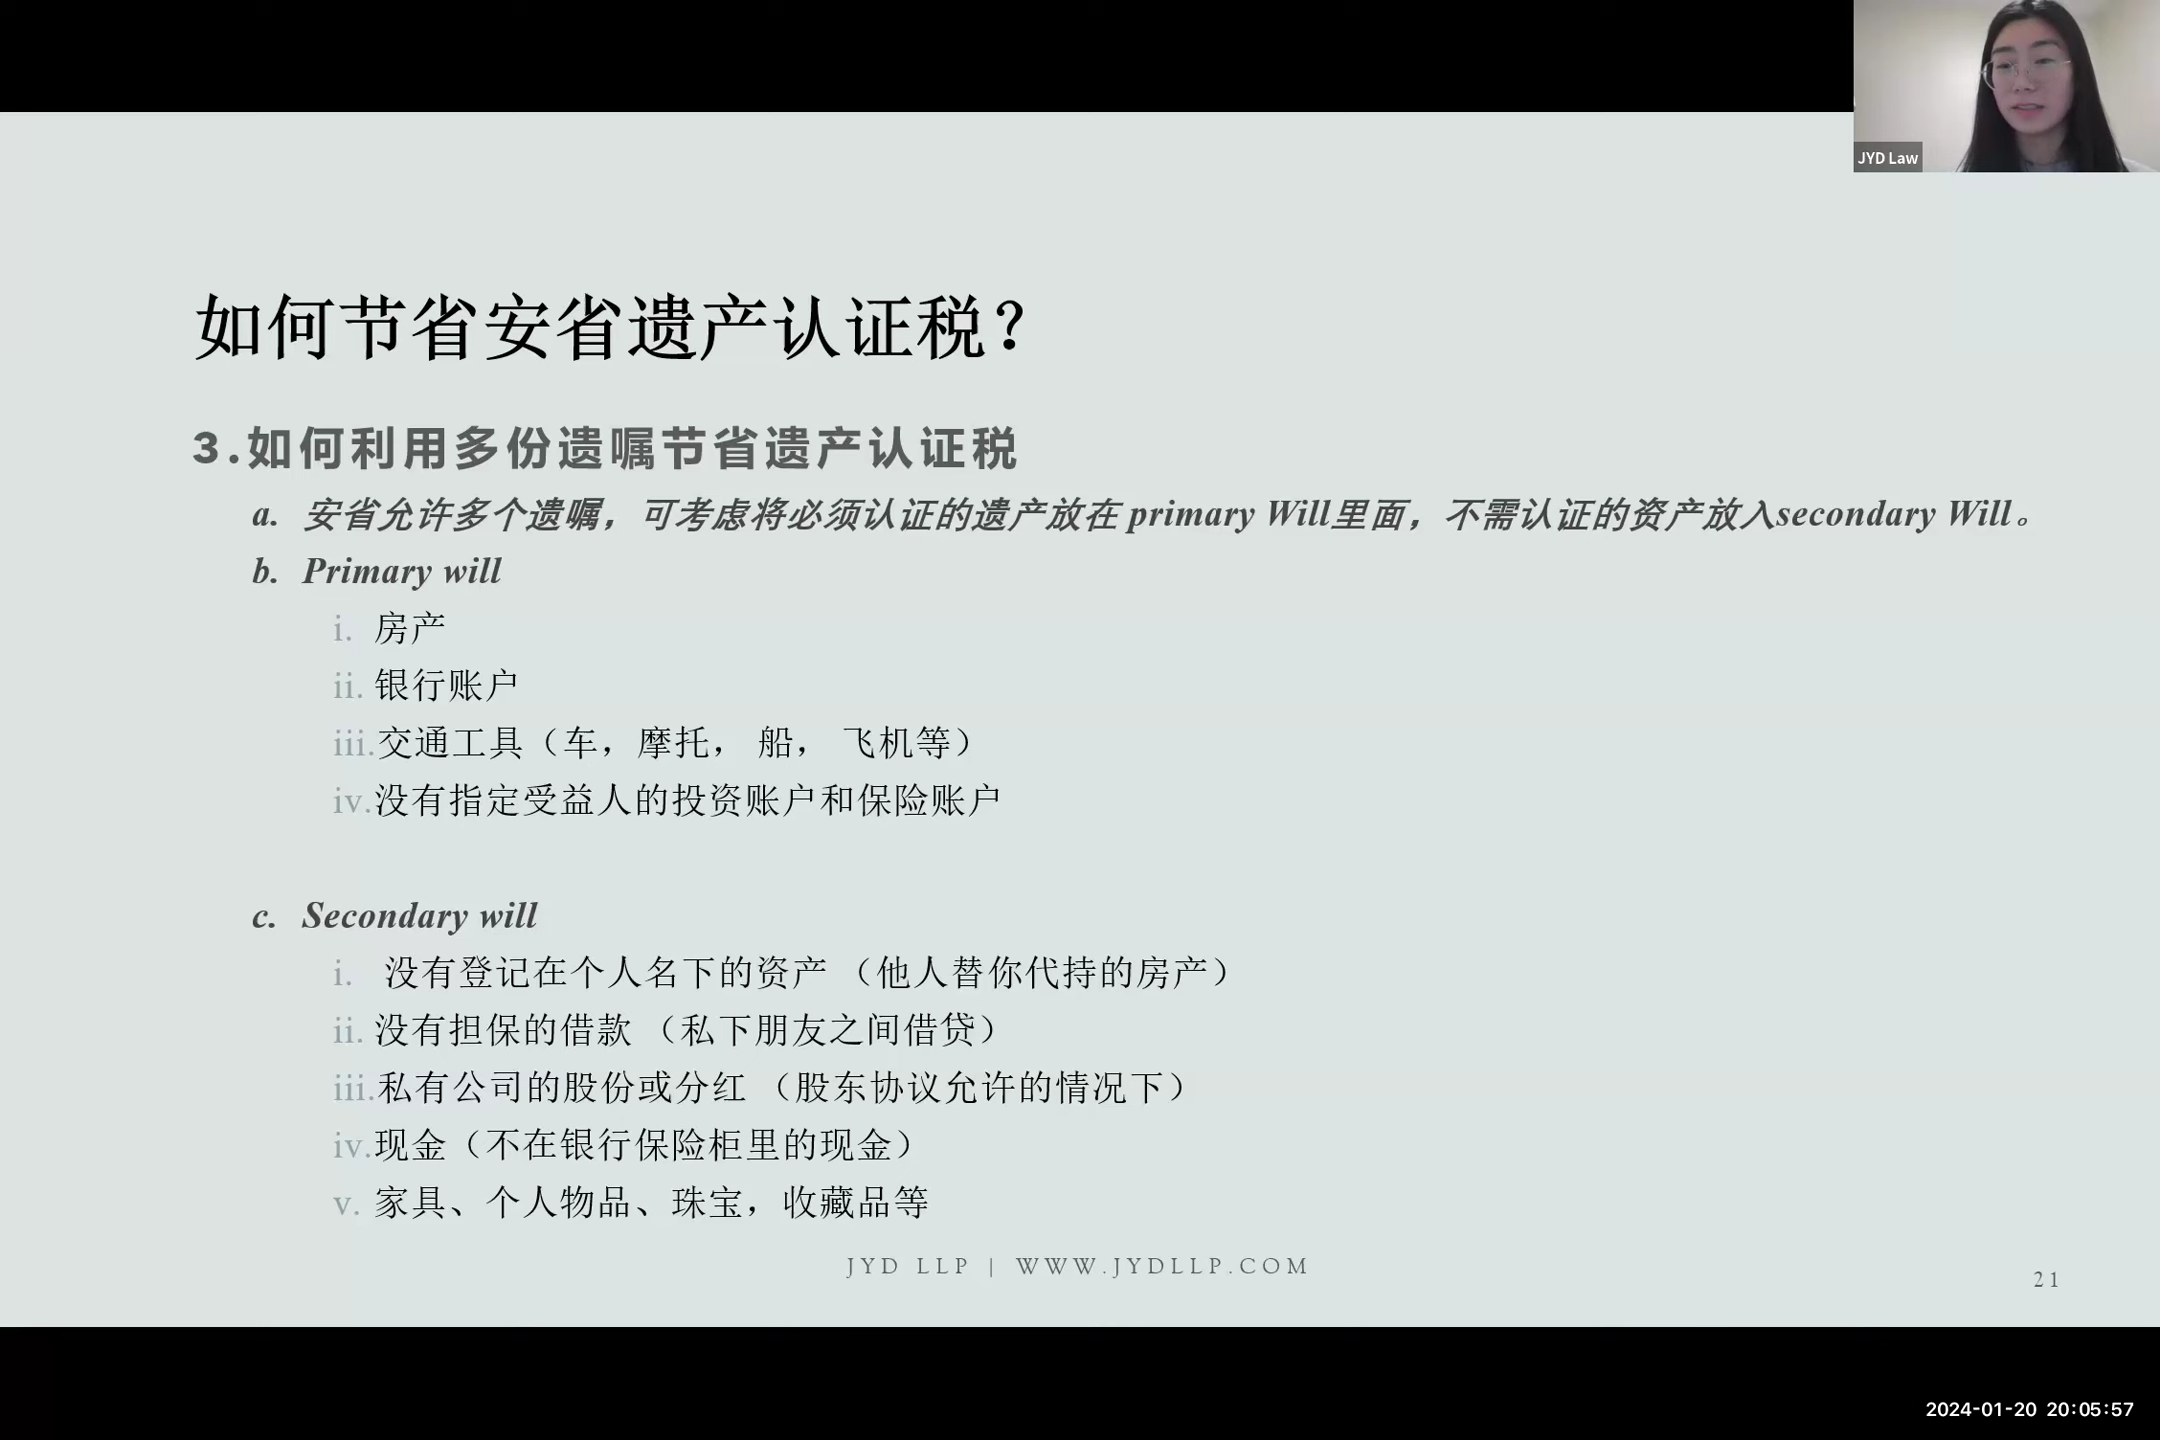 JYD Law
如何节省安省遗产认证税？
3.如何利用多份遗嘱节省遗产认证税
a. 安省允许多个遗嘱，可考虑将必须认证的遗产放在 primary Will里面，不需认证的资产放入secondary Will。
b. Primary will
i. 房产
ii. 银行账户
iii.交通工具（车，摩托， 船， 飞机等）
iv.没有指定受益人的投资账户和保险账户
c. Secondary will
i. 没有登记在个人名下的资产 （他人替你代持的房产）
ii. 没有担保的借款 （私下朋友之间借贷）
iii.私有公司的股份或分红 （股东协议允许的情况下）
iv.现金（不在银行保险柜里的现金）
v. 家具、个人物品、珠宝，收藏品等
JYD LLP | WWW.JYDLLP.COM
21
2024-01-20 20:05:57